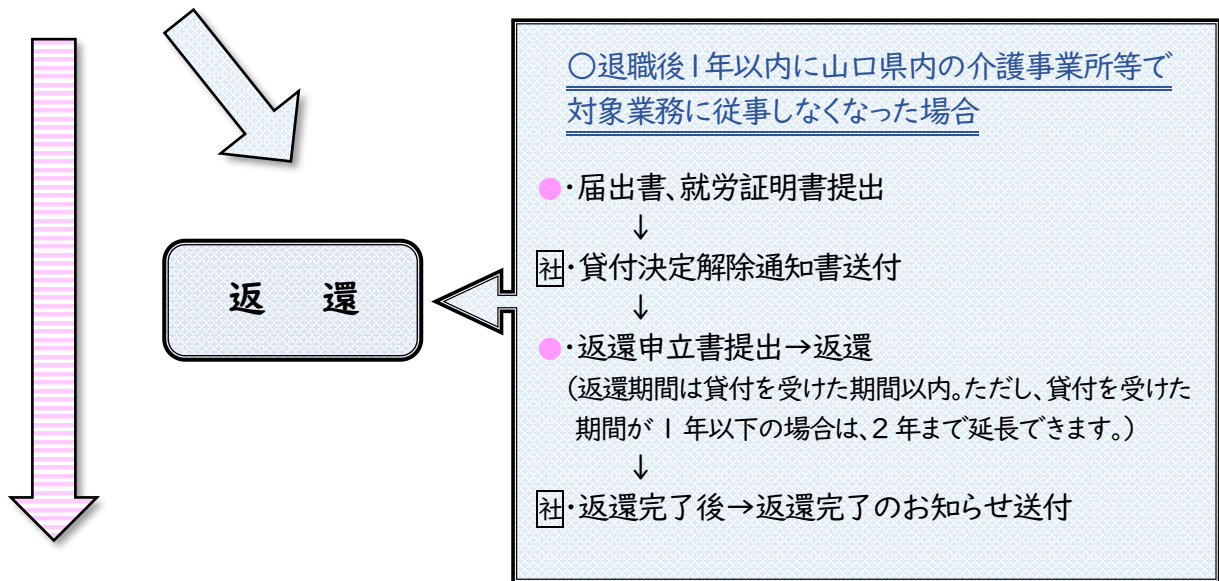 〇退職後1年以内に山口県内の介護事業所等で
対象業務に従事しなくなった場合
●・届出書、就労証明書提出
↓
社・貸付決定解除通知書送付
↓
返　還
●・返還申立書提出→返還
（返還期間は貸付を受けた期間以内。ただし、貸付を受けた
期間が１年以下の場合は、２年まで延長できます。）
↓
社・返還完了後→返還完了のお知らせ送付